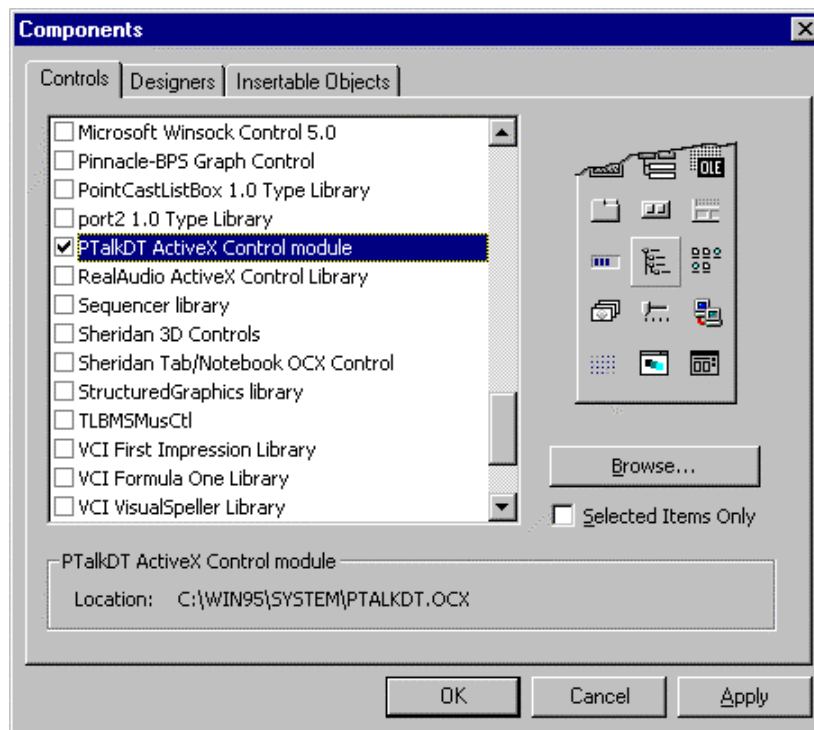 Components
Controls Designers Insertable Objects
Microsoft Winsock Control 5.0
Pinnacle-BPS Graph Control
PointCastListBox 1.0 Type Library
port2 1.0 Type Library
PTalkDT ActiveX Control module
RealAudio ActiveX Control Library
Sequencer library
Sheridan 3D Controls
Sheridan Tab/Notebook OCX Control
StructuredGraphics library
TLBMSMusCtl
VCI First Impression Library
VCI Formula One Library
VCI VisualSpeller Library
OLE
Browse...
Selected Items Only
PTalkDT ActiveX Control module
Location: C:\WIN95\SYSTEM\PTALKDT.OCX
OK Cancel Apply